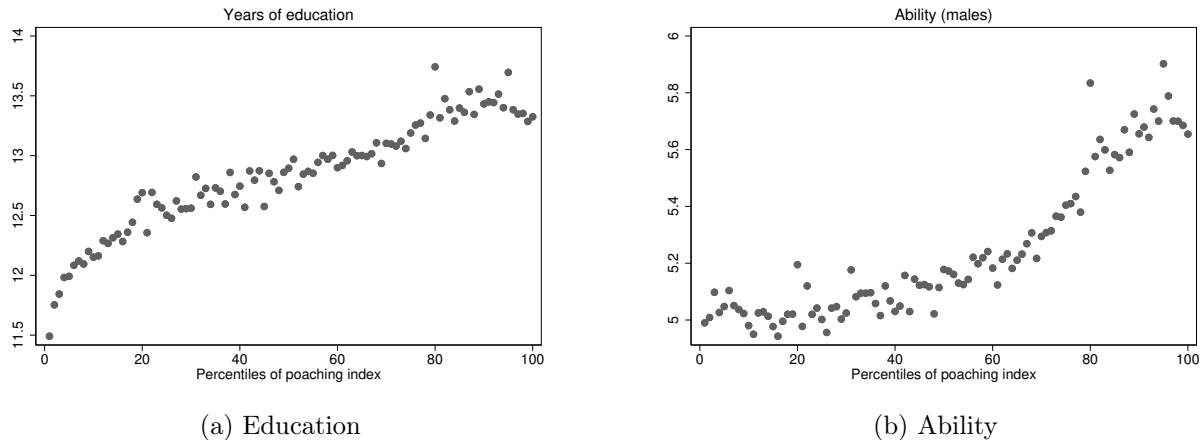 Years of education
14
13.5
13
12.5
12
11.5
0 20 40 60 80 100
Percentiles of poaching index
(a) Education
Ability (males)
6
5.8
5.6
5.4
5.2
5
0 20 40 60 80 100
Percentiles of poaching index
(b) Ability